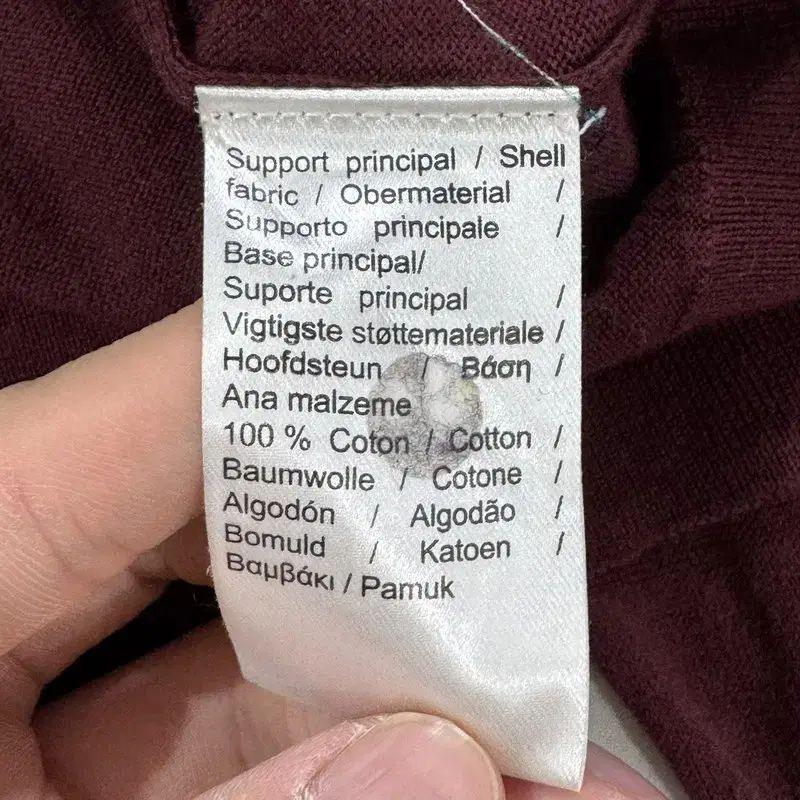 Support principal / Shell
fabric / Obermaterial /
Supporto principale /
Base principal/
Suporte principal /
Vigtigste støttemateriale /
Hoofdsteun / Βάση /
Ana malzeme
100 % Coton / Cotton /
Baumwolle / Cotone /
Algodón / Algodão /
Bomuld / Katoen /
Βαμβάκι / Pamuk